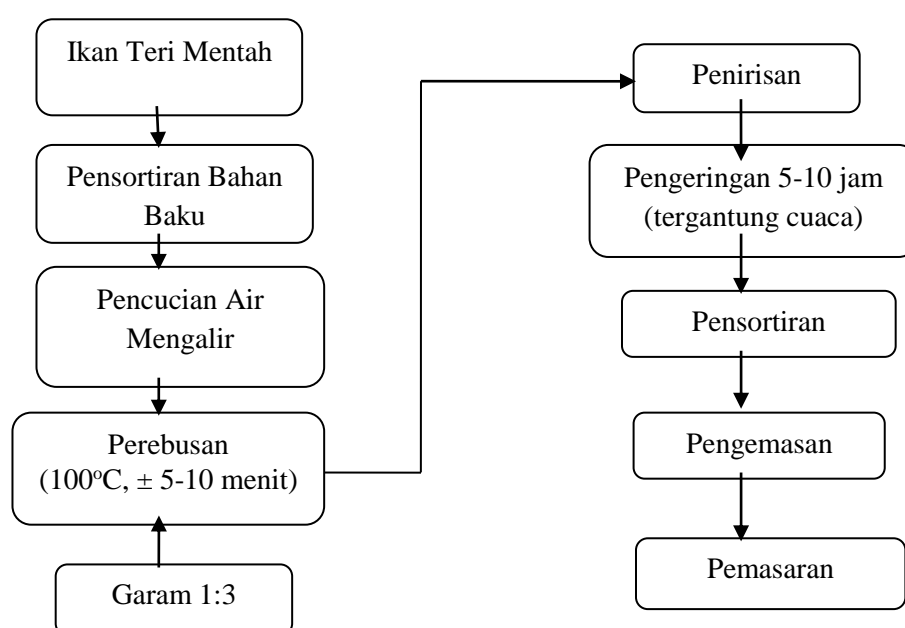 Ikan Teri Mentah
Pensortiran Bahan
Baku
Pencucian Air
Mengalir
Perebusan
(100°C, ± 5-10 menit)
Garam 1:3
Penirisan
Pengeringan 5-10 jam
(tergantung cuaca)
Pensortiran
Pengemasan
Pemasaran